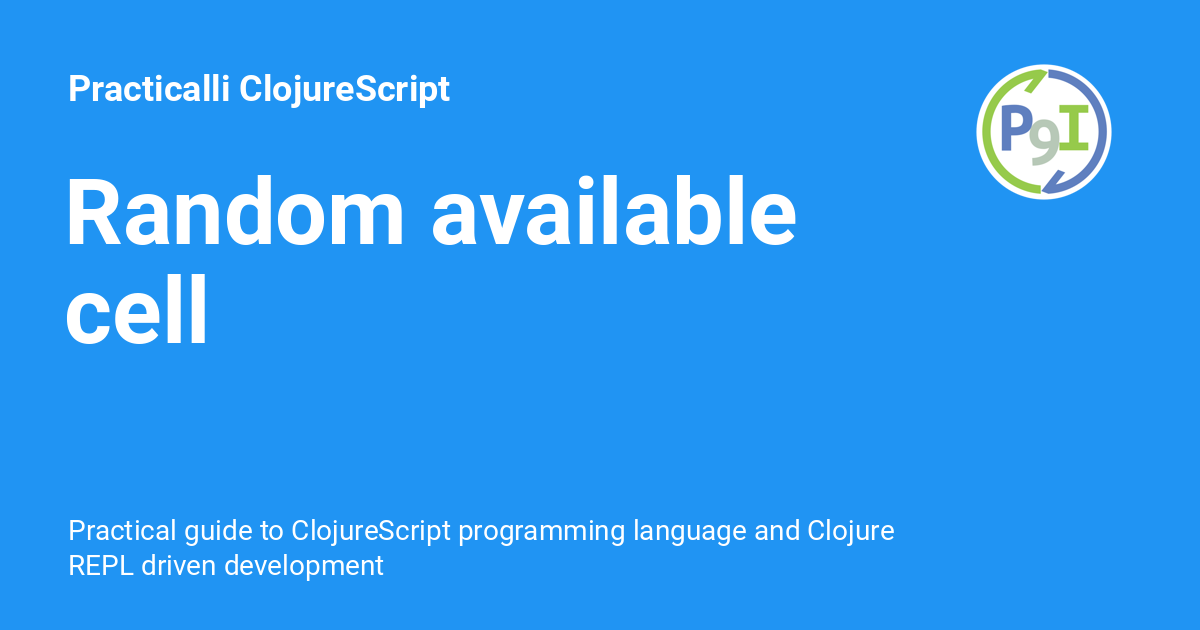 Practicalli ClojureScript
P9I
Random available
cell
Practical guide to ClojureScript programming language and Clojure
REPL driven development